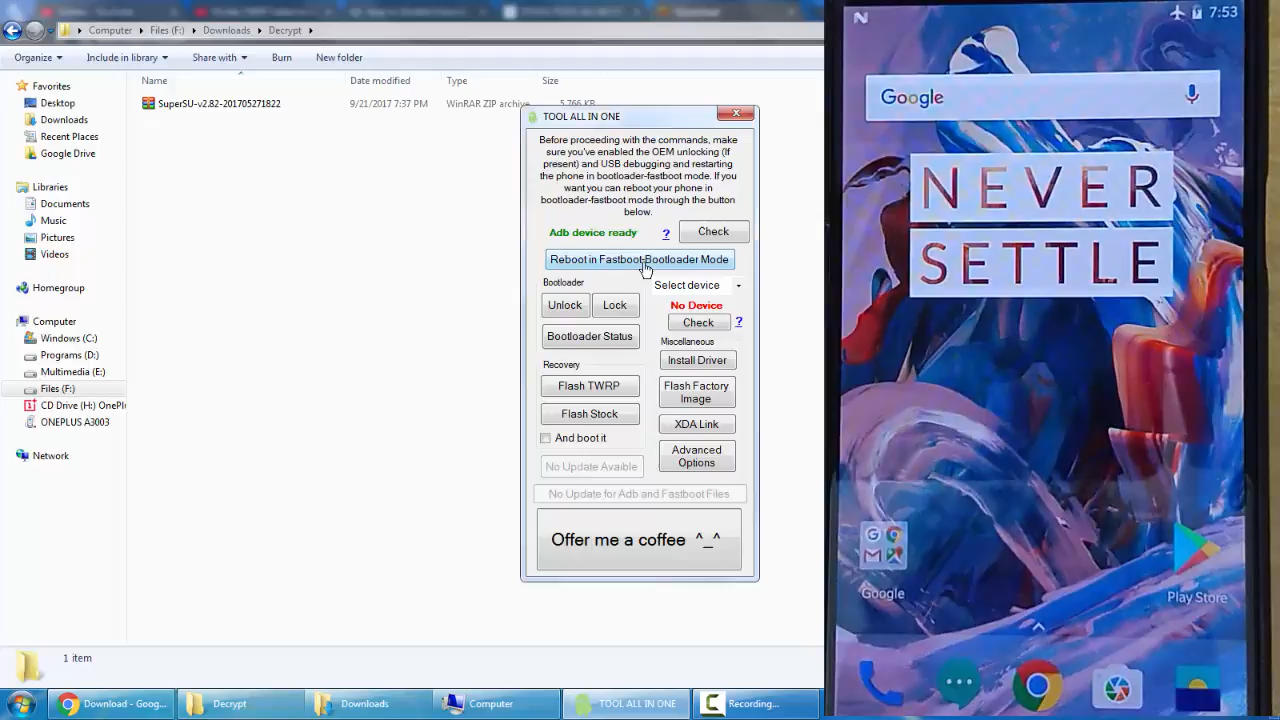 Computer ▸ Files (F:) ▸ Downloads ▸ Decrypt ▸
Organize ▾ Include in library ▾ Share with ▾ Burn New folder
Name Date modified Type Size
SuperSU-v2.82-201705271822 9/21/2017 7:37 PM WinRAR ZIP archive 5,766 KB
Favorites
Desktop
Downloads
Recent Places
Google Drive
Libraries
Documents
Music
Pictures
Videos
Homegroup
Computer
Windows (C:)
Programs (D:)
Multimedia (E:)
Files (F:)
CD Drive (H:) OnePl
ONEPLUS A3003
Network
1 item
TOOL ALL IN ONE
Before proceeding with the commands, make
sure you've enabled the OEM unlocking (If
present) and USB debugging and restarting
the phone in bootloader-fastboot mode. If you
want you can reboot your phone in
bootloader-fastboot mode through the button
below.
Adb device ready ? Check
Reboot in Fastboot-Bootloader Mode
Bootloader
Select device
Unlock Lock
No Device
Check ?
Bootloader Status
Miscellaneous
Install Driver
Recovery
Flash TWRP
Flash Factory
Image
Flash Stock
XDA Link
And boot it
Advanced
Options
No Update Avaible
No Update for Adb and Fastboot Files
Offer me a coffee ^_^
N 7:53
Google
NEVER
SETTLE
Google Play Store
Download - Goog... Decrypt Downloads Computer TOOL ALL IN ONE Recording...